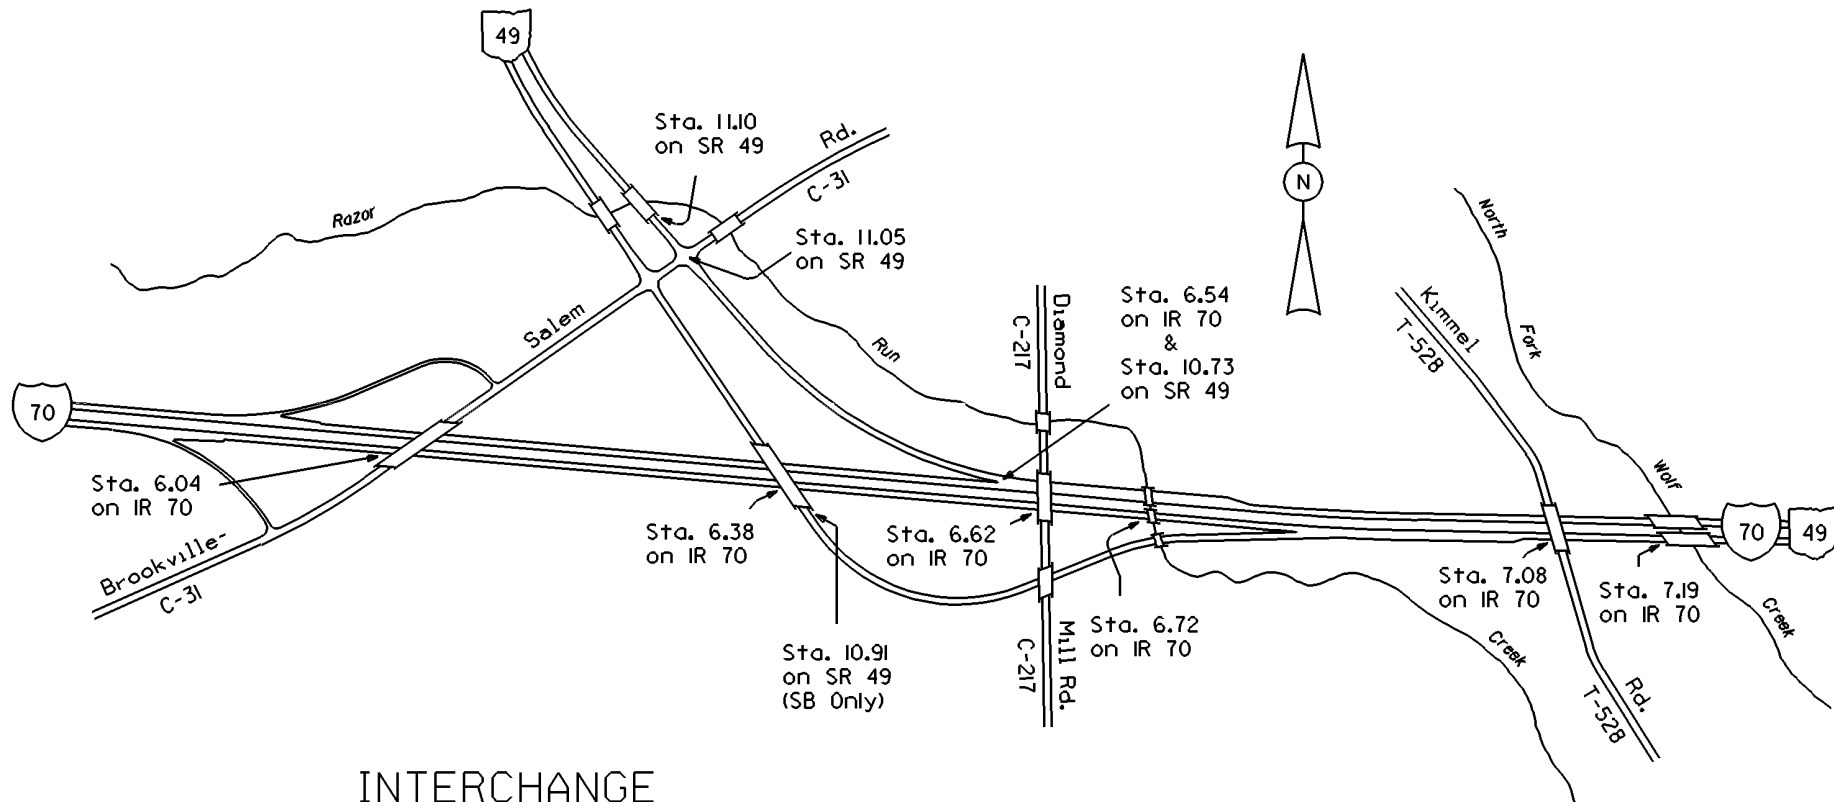 49
Sta. 11.10
on SR 49
Rd.
C-31
N
Razor
Sta. 11.05
on SR 49
North
Fork
Wolf
Creek
Salem
Run
Diamond
C-217
Sta. 6.54
on IR 70
&
Sta. 10.73
on SR 49
Kimmel
T-528
70
Sta. 6.04
on IR 70
Sta. 6.38
on IR 70
Sta. 6.62
on IR 70
70
49
Brookville-
C-31
Sta. 7.08
on IR 70
Sta. 7.19
on IR 70
Sta. 10.91
on SR 49
(SB Only)
Mill Rd.
C-217
Sta. 6.72
on IR 70
Creek
Rd.
T-528
INTERCHANGE